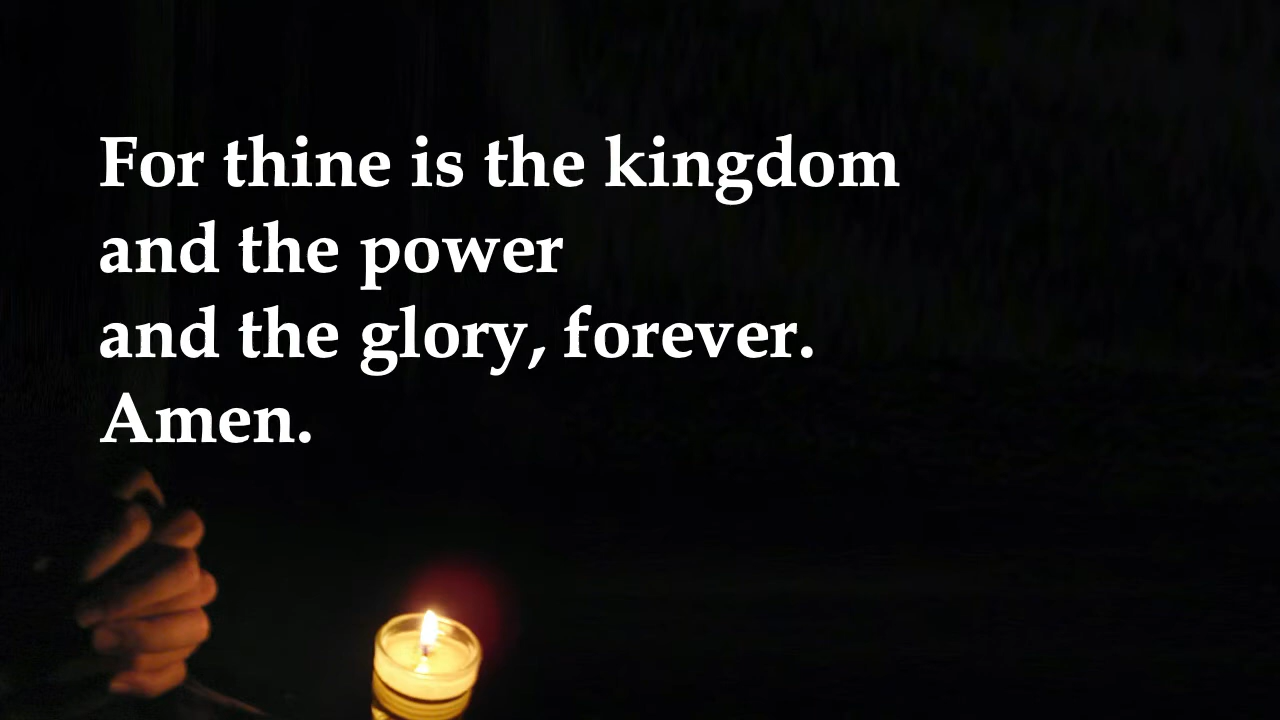 For thine is the kingdom
and the power
and the glory, forever.
Amen.